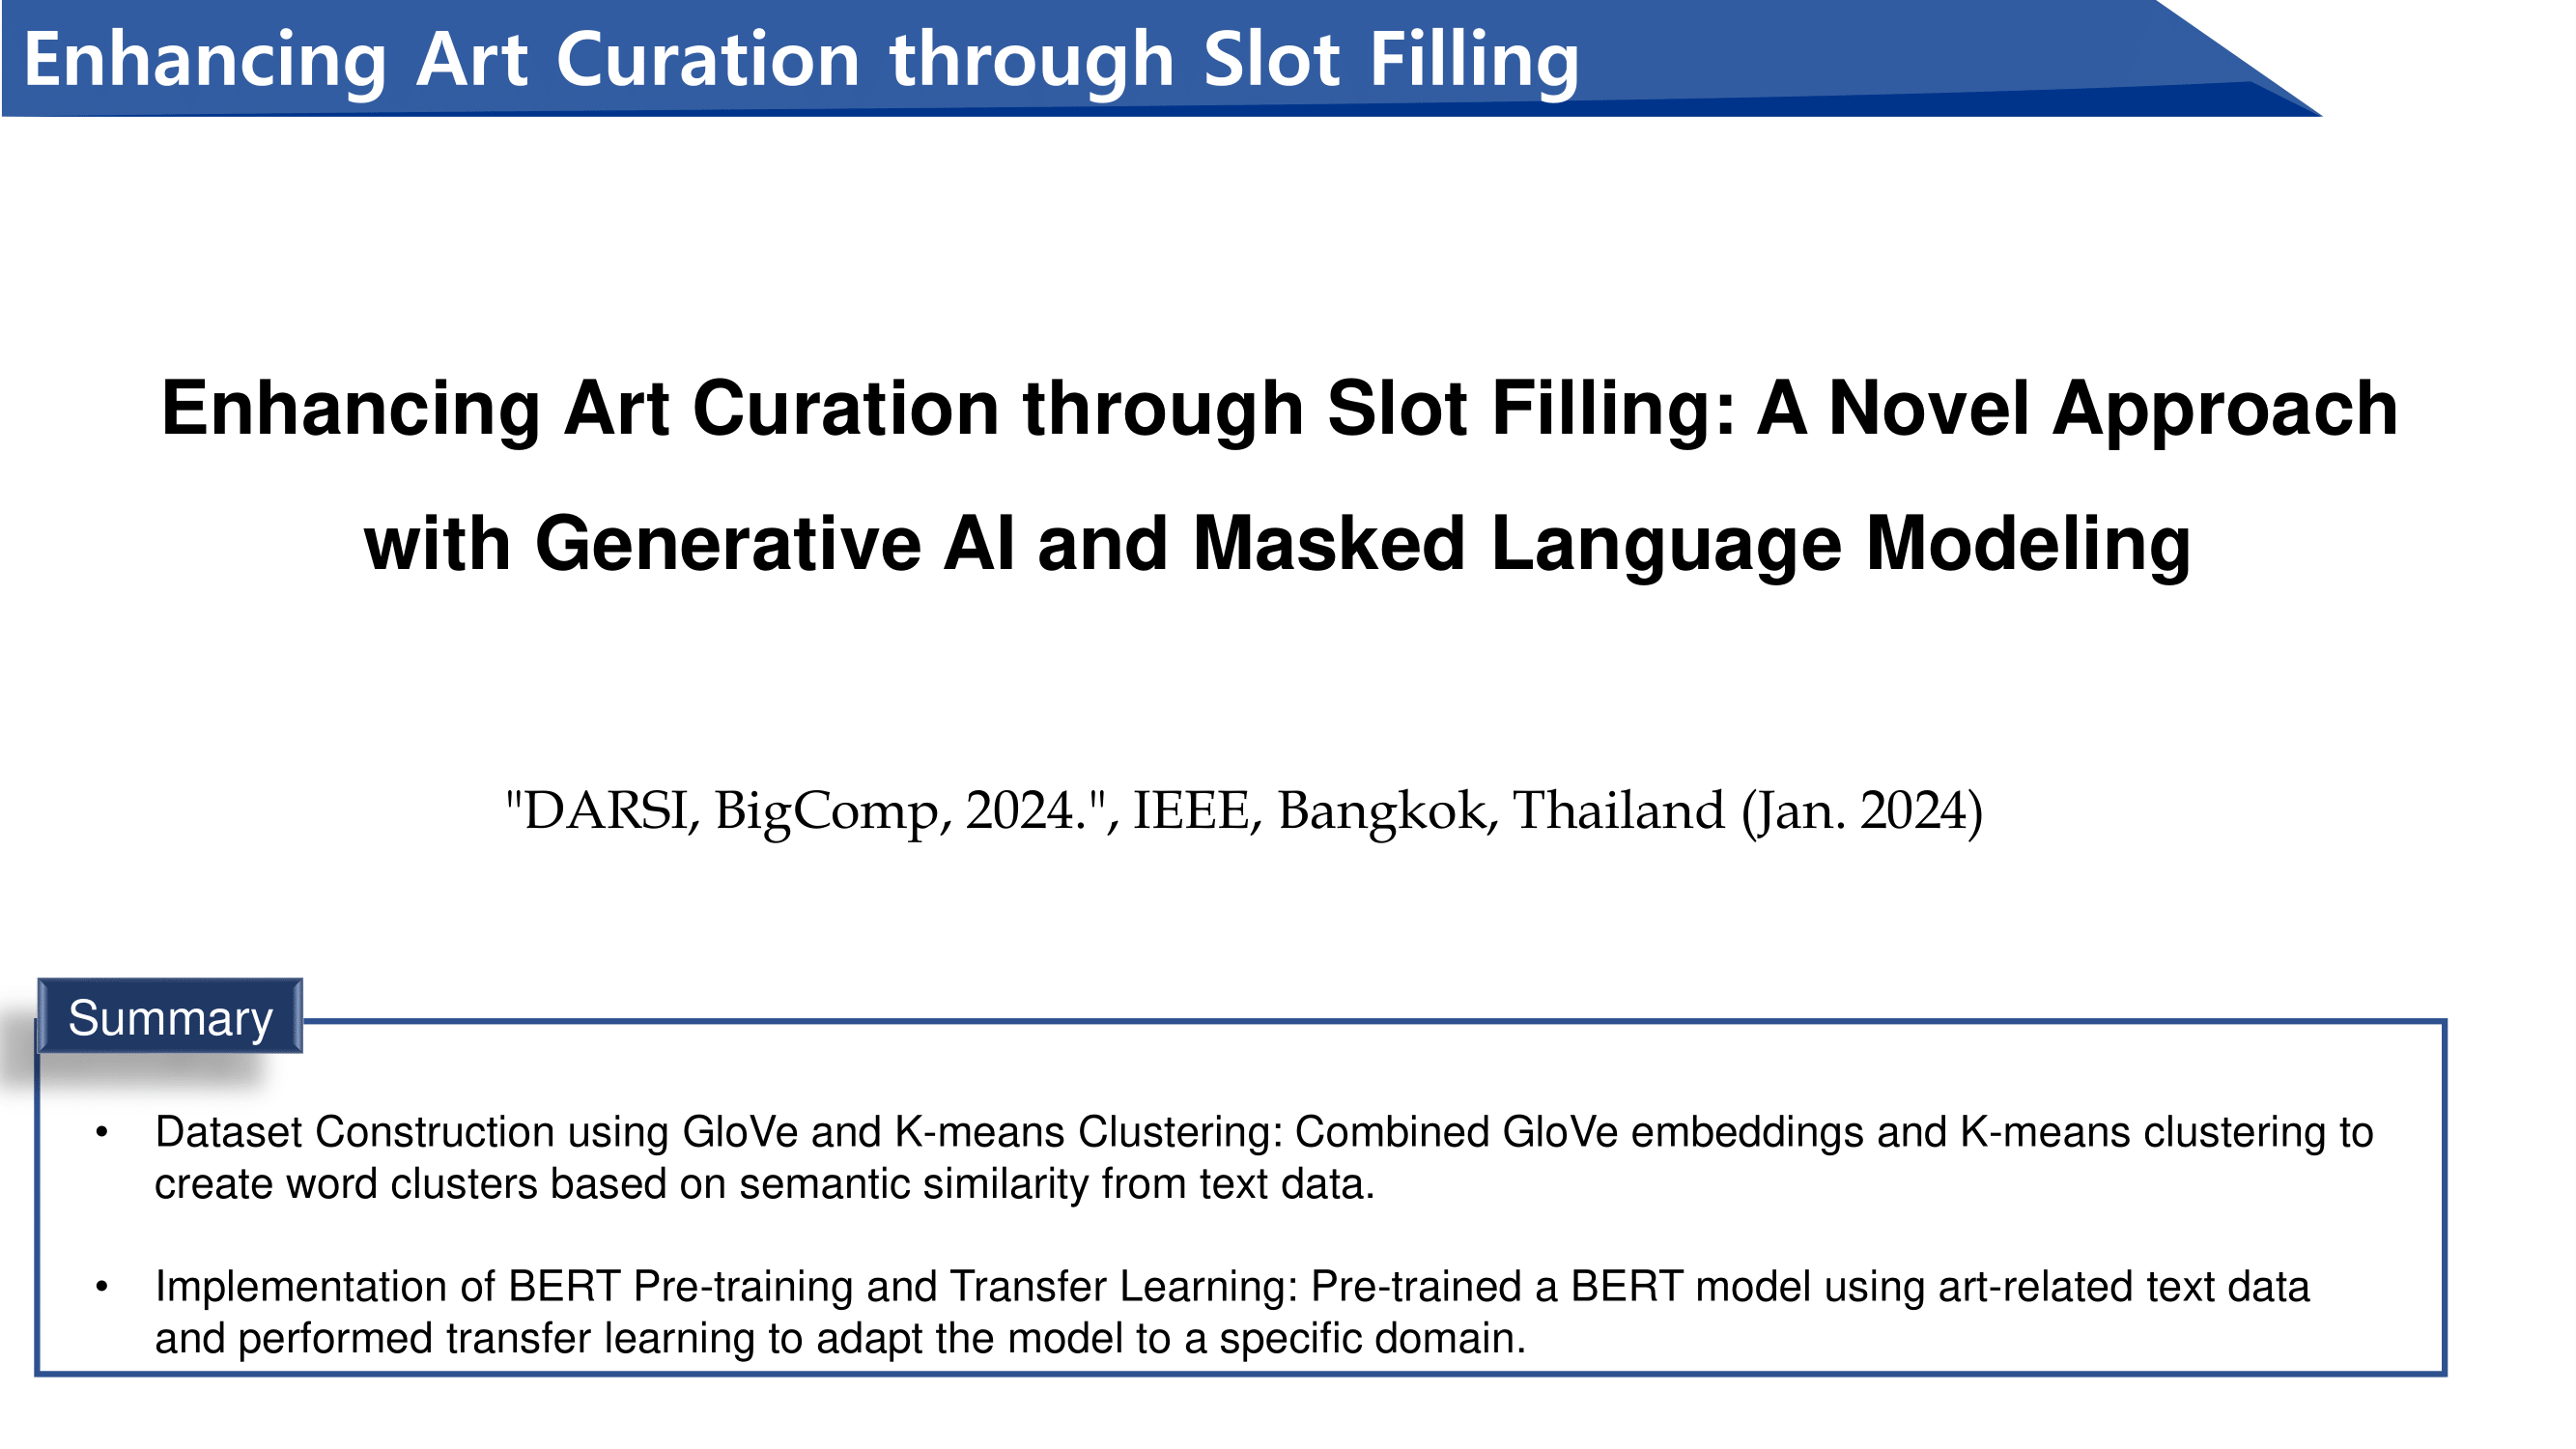 Enhancing Art Curation through Slot Filling
Enhancing Art Curation through Slot Filling: A Novel Approach
with Generative AI and Masked Language Modeling
"DARSI, BigComp, 2024.", IEEE, Bangkok, Thailand (Jan. 2024)
Summary
• Dataset Construction using GloVe and K-means Clustering: Combined GloVe embeddings and K-means clustering to
create word clusters based on semantic similarity from text data.
• Implementation of BERT Pre-training and Transfer Learning: Pre-trained a BERT model using art-related text data
and performed transfer learning to adapt the model to a specific domain.